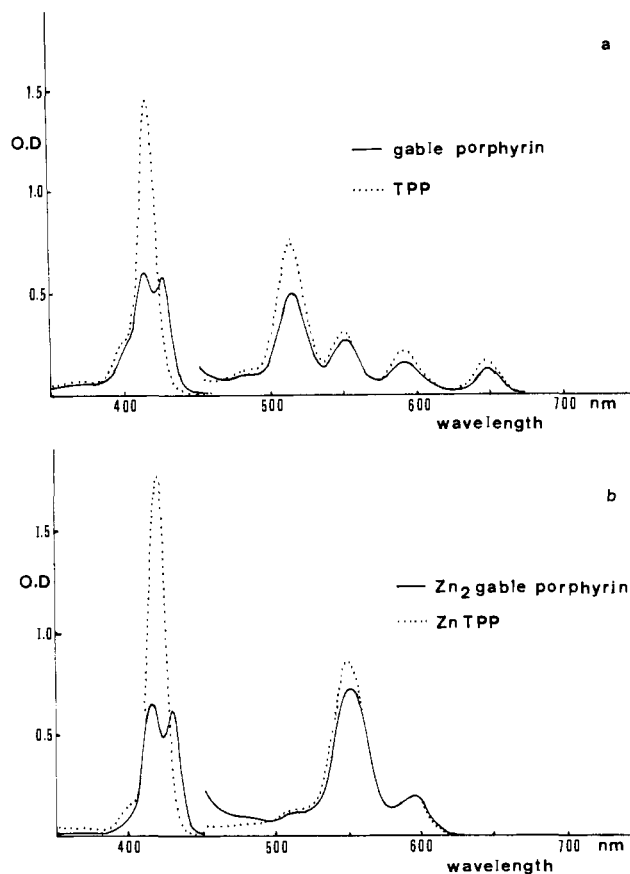 a
1.5
O.D
gable porphyrin
1.0
TPP
0.5
400 500 600 700 nm
wavelength
b
1.5
O.D
Zn₂ gable porphyrin
1.0
Zn TPP
0.5
400 500 600 700 nm
wavelength